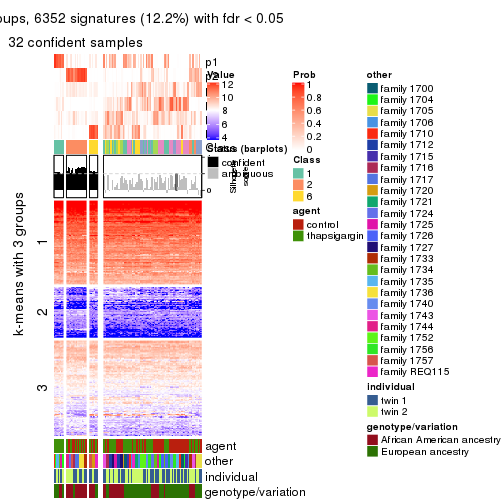 oups, 6352 signatures (12.2%) with fdr < 0.05
32 confident samples
p1
p2
Value
12
10
8
6
4
Status (barplots)
confident
ambiguous
Silhouette
score
0
Prob
1
0.8
0.6
0.4
0.2
0
Class
1
2
6
agent
control
thapsigargin
other
family 1700
family 1704
family 1705
family 1706
family 1710
family 1712
family 1715
family 1716
family 1717
family 1720
family 1721
family 1724
family 1725
family 1726
family 1727
family 1733
family 1734
family 1735
family 1736
family 1740
family 1743
family 1744
family 1752
family 1756
family 1757
family REQ115
individual
twin 1
twin 2
genotype/variation
African American ancestry
European ancestry
k-means with 3 groups
1
2
3
agent
other
individual
genotype/variation